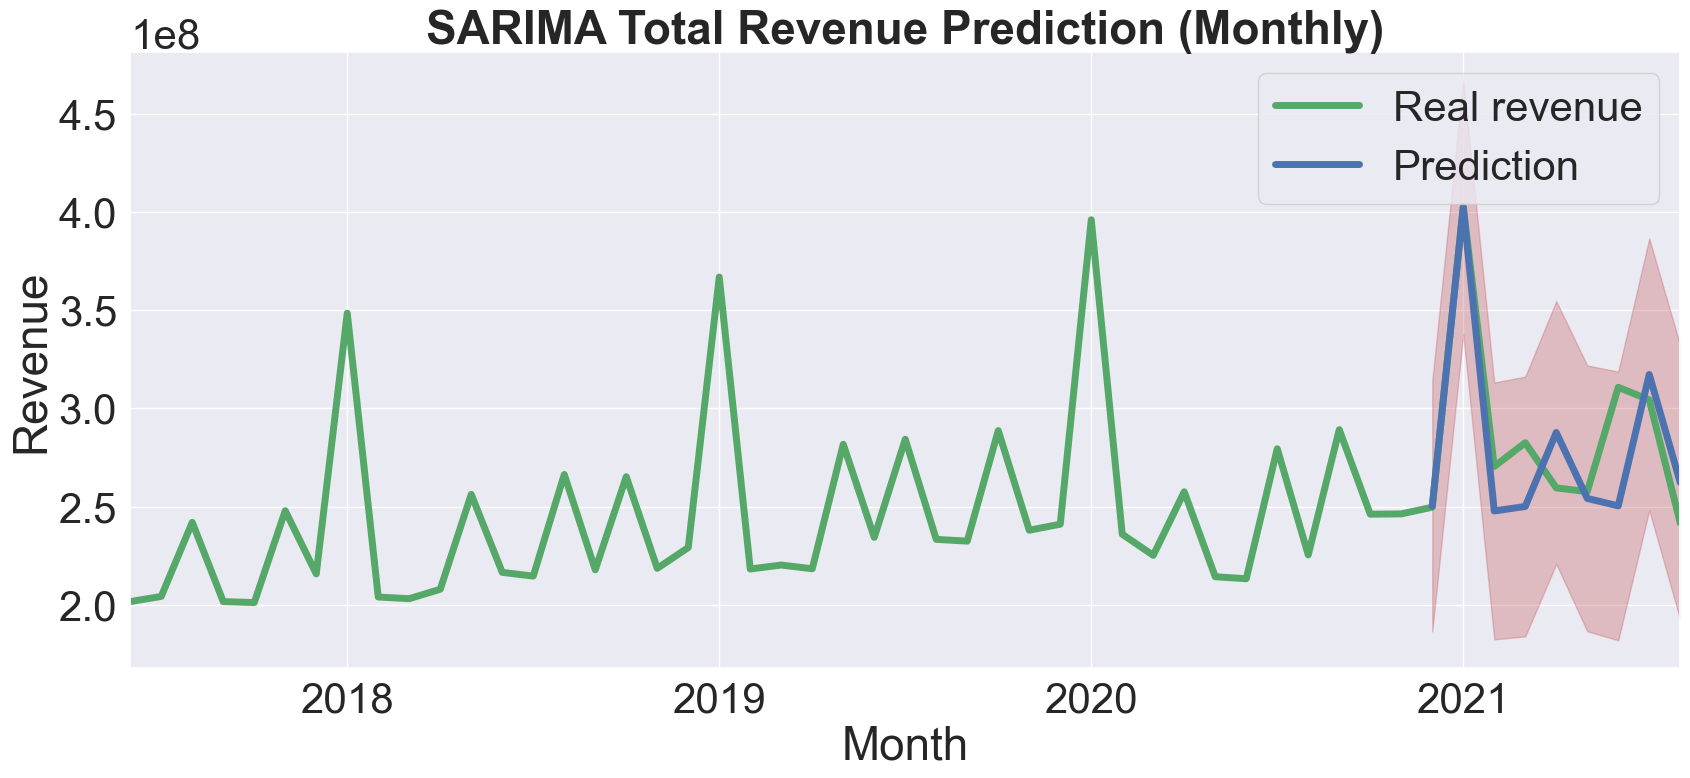 SARIMA Total Revenue Prediction (Monthly)
1e8
4.5
4.0
3.5
3.0
2.5
2.0
Revenue
Real revenue
Prediction
2018 2019 2020 2021
Month